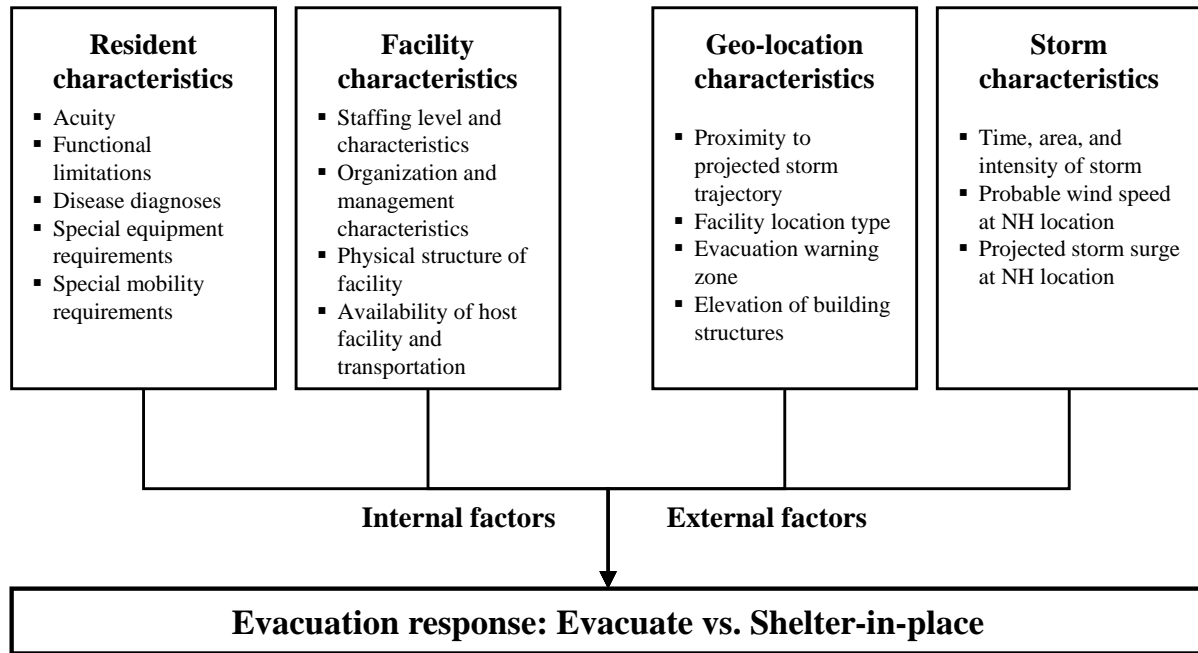 Resident
characteristics
▪ Acuity
▪ Functional
limitations
▪ Disease diagnoses
▪ Special equipment
requirements
▪ Special mobility
requirements
Facility
characteristics
▪ Staffing level and
characteristics
▪ Organization and
management
characteristics
▪ Physical structure of
facility
▪ Availability of host
facility and
transportation
Geo-location
characteristics
▪ Proximity to
projected storm
trajectory
▪ Facility location type
▪ Evacuation warning
zone
▪ Elevation of building
structures
Storm
characteristics
▪ Time, area, and
intensity of storm
▪ Probable wind speed
at NH location
▪ Projected storm surge
at NH location
Internal factors
External factors
Evacuation response: Evacuate vs. Shelter-in-place